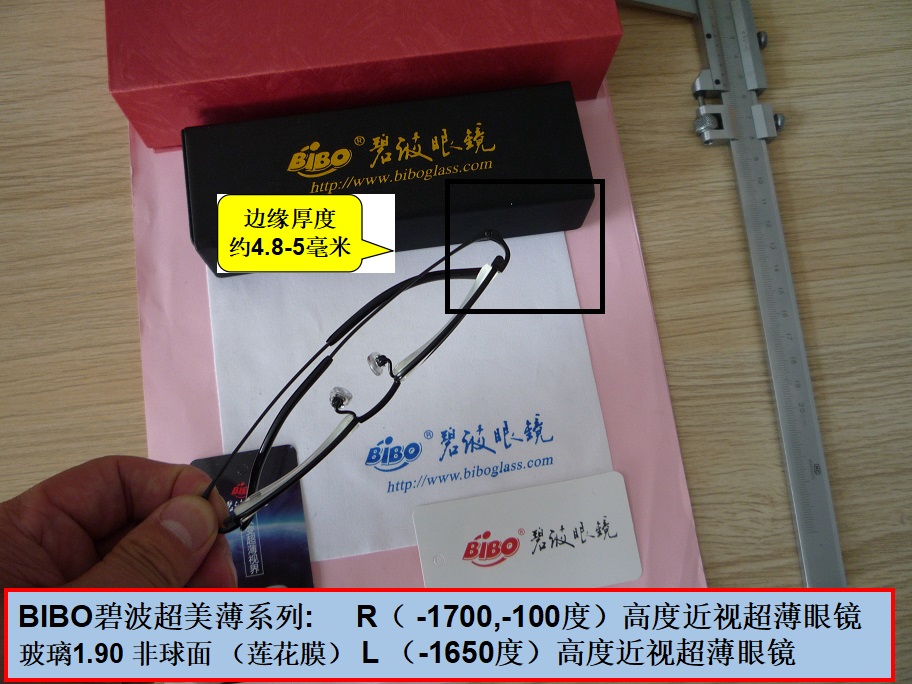 BiBO® 碧波眼镜
http://www.biboglass.com
边缘厚度
约4.8-5毫米
BiBO® 碧波眼镜
http://www.biboglass.com
BiBO® 碧波眼镜
超薄视界
BIBO碧波超美薄系列: R（ -1700,-100度）高度近视超薄眼镜
玻璃1.90 非球面 （莲花膜） L （-1650度）高度近视超薄眼镜